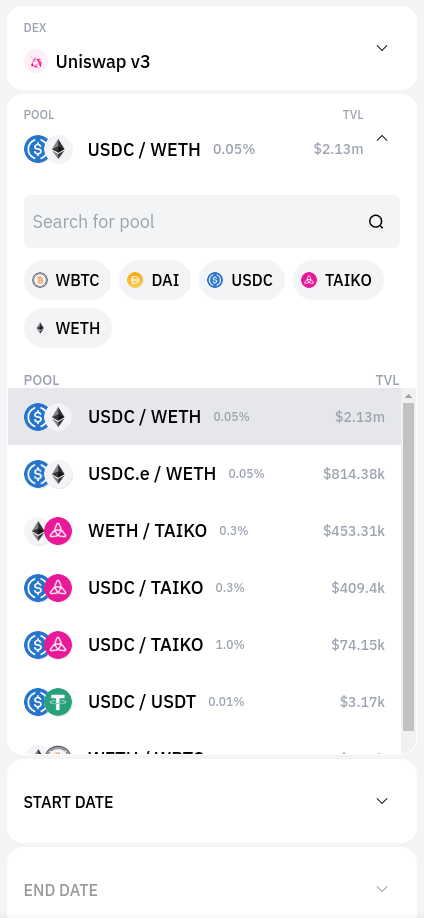 DEX
Uniswap v3
POOL TVL
USDC / WETH 0.05% $2.13m
Search for pool
WBTC DAI USDC TAIKO
WETH
POOL TVL
USDC / WETH 0.05% $2.13m
USDC.e / WETH 0.05% $814.38k
WETH / TAIKO 0.3% $453.31k
USDC / TAIKO 0.3% $409.4k
USDC / TAIKO 1.0% $74.15k
USDC / USDT 0.01% $3.17k
WETH / WBTC
START DATE
END DATE